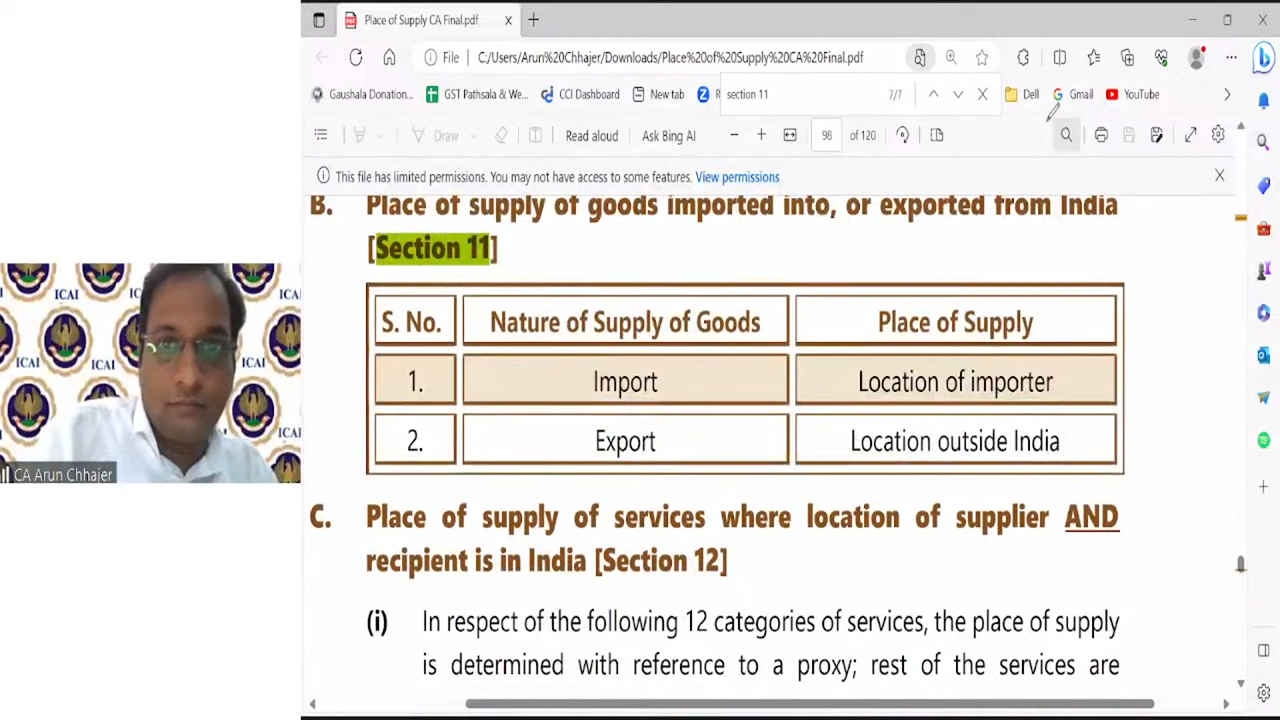 Place of Supply CA Final.pdf
File
C:/Users/Arun%20Chhajer/Downloads/Place%20of%20Supply%20CA%20Final.pdf
Gaushala Donation...
GST Pathsala & We...
CCI Dashboard
New tab
section 11
7/7
Dell
Gmail
YouTube
Draw
Read aloud
Ask Bing AI
98
of 120
This file has limited permissions. You may not have access to some features. View permissions
B. Place of supply of goods imported into, or exported from India
[Section 11]
S. No. Nature of Supply of Goods Place of Supply
1. Import Location of importer
2. Export Location outside India
C. Place of supply of services where location of supplier AND
recipient is in India [Section 12]
(i) In respect of the following 12 categories of services, the place of supply
is determined with reference to a proxy; rest of the services are
ICAI
ICAI
ICAI
ICAI
ICAI
CA Arun Chhajer